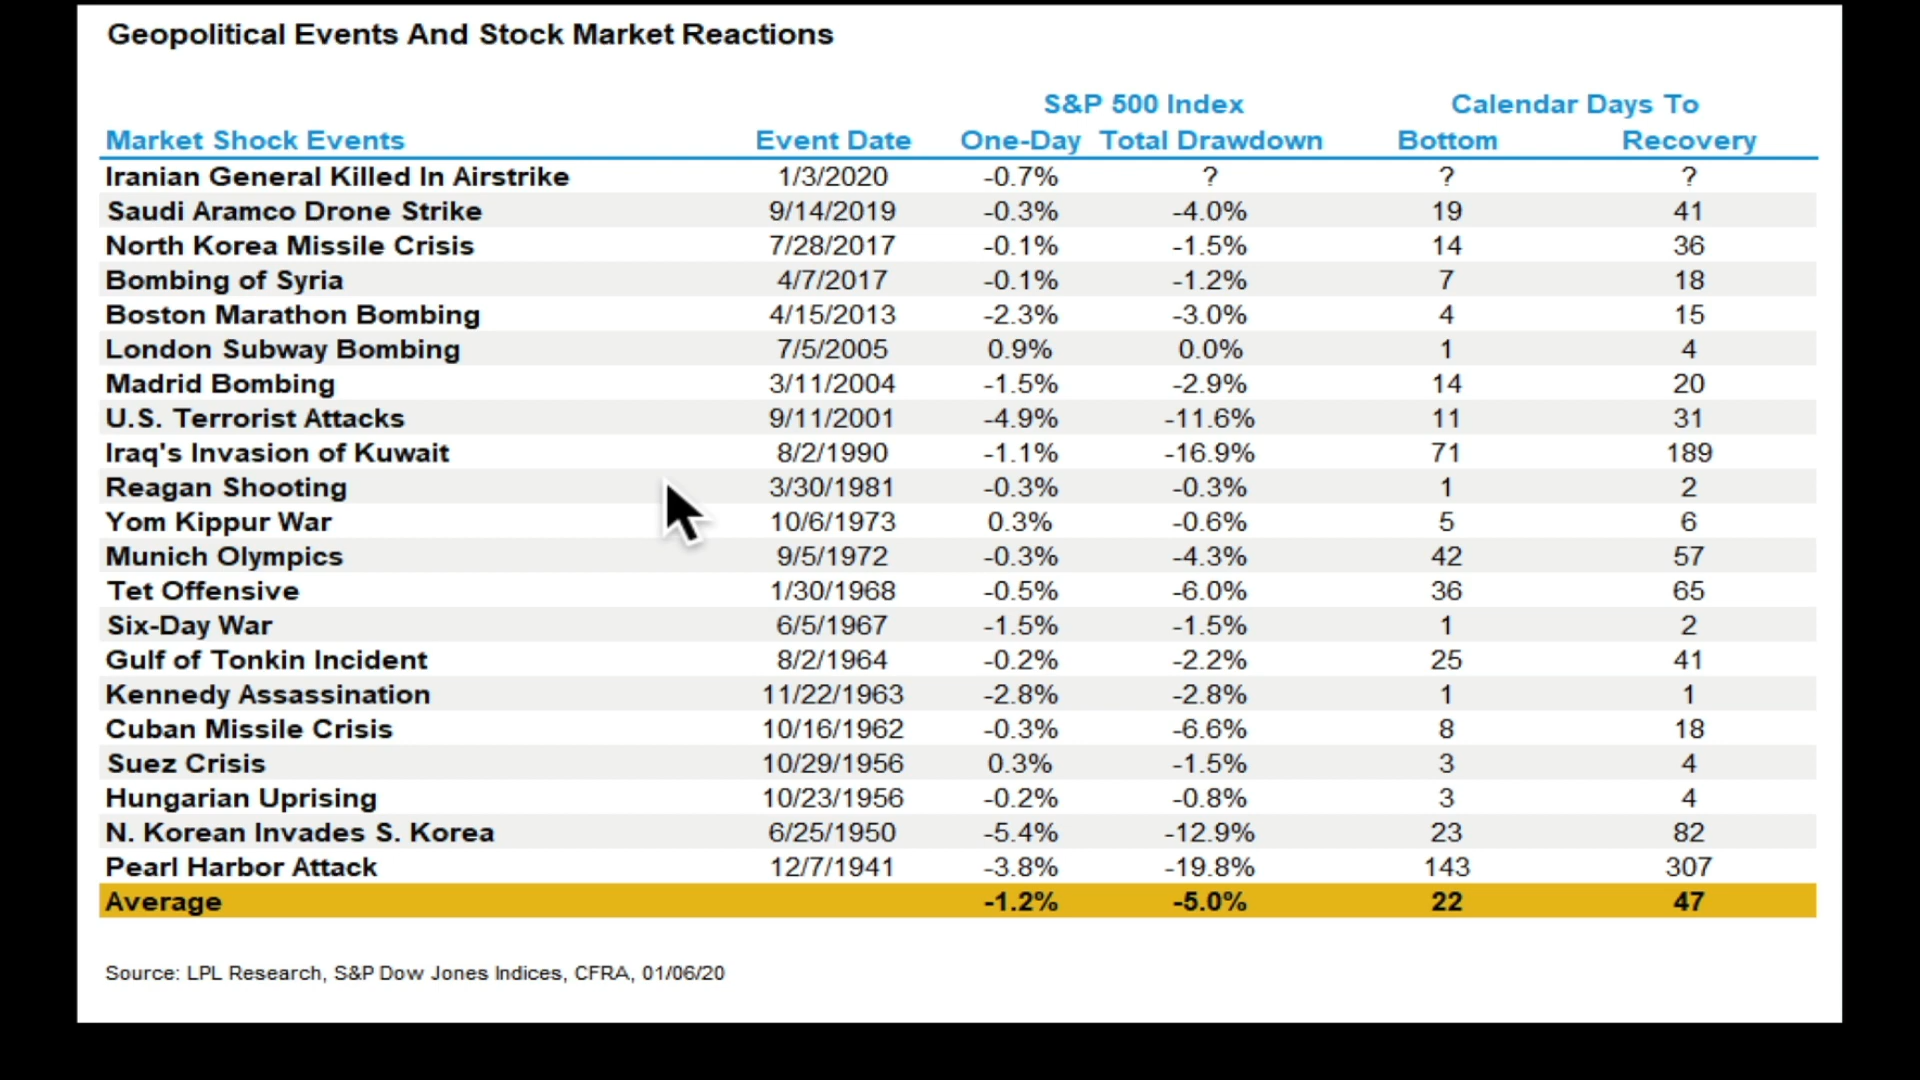 Geopolitical Events And Stock Market Reactions
S&P 500 Index Calendar Days To
Market Shock Events Event Date One-Day Total Drawdown Bottom Recovery
Iranian General Killed In Airstrike 1/3/2020 -0.7% ? ? ?
Saudi Aramco Drone Strike 9/14/2019 -0.3% -4.0% 19 41
North Korea Missile Crisis 7/28/2017 -0.1% -1.5% 14 36
Bombing of Syria 4/7/2017 -0.1% -1.2% 7 18
Boston Marathon Bombing 4/15/2013 -2.3% -3.0% 4 15
London Subway Bombing 7/5/2005 0.9% 0.0% 1 4
Madrid Bombing 3/11/2004 -1.5% -2.9% 14 20
U.S. Terrorist Attacks 9/11/2001 -4.9% -11.6% 11 31
Iraq's Invasion of Kuwait 8/2/1990 -1.1% -16.9% 71 189
Reagan Shooting 3/30/1981 -0.3% -0.3% 1 2
Yom Kippur War 10/6/1973 0.3% -0.6% 5 6
Munich Olympics 9/5/1972 -0.3% -4.3% 42 57
Tet Offensive 1/30/1968 -0.5% -6.0% 36 65
Six-Day War 6/5/1967 -1.5% -1.5% 1 2
Gulf of Tonkin Incident 8/2/1964 -0.2% -2.2% 25 41
Kennedy Assassination 11/22/1963 -2.8% -2.8% 1 1
Cuban Missile Crisis 10/16/1962 -0.3% -6.6% 8 18
Suez Crisis 10/29/1956 0.3% -1.5% 3 4
Hungarian Uprising 10/23/1956 -0.2% -0.8% 3 4
N. Korean Invades S. Korea 6/25/1950 -5.4% -12.9% 23 82
Pearl Harbor Attack 12/7/1941 -3.8% -19.8% 143 307
Average -1.2% -5.0% 22 47
Source: LPL Research, S&P Dow Jones Indices, CFRA, 01/06/20